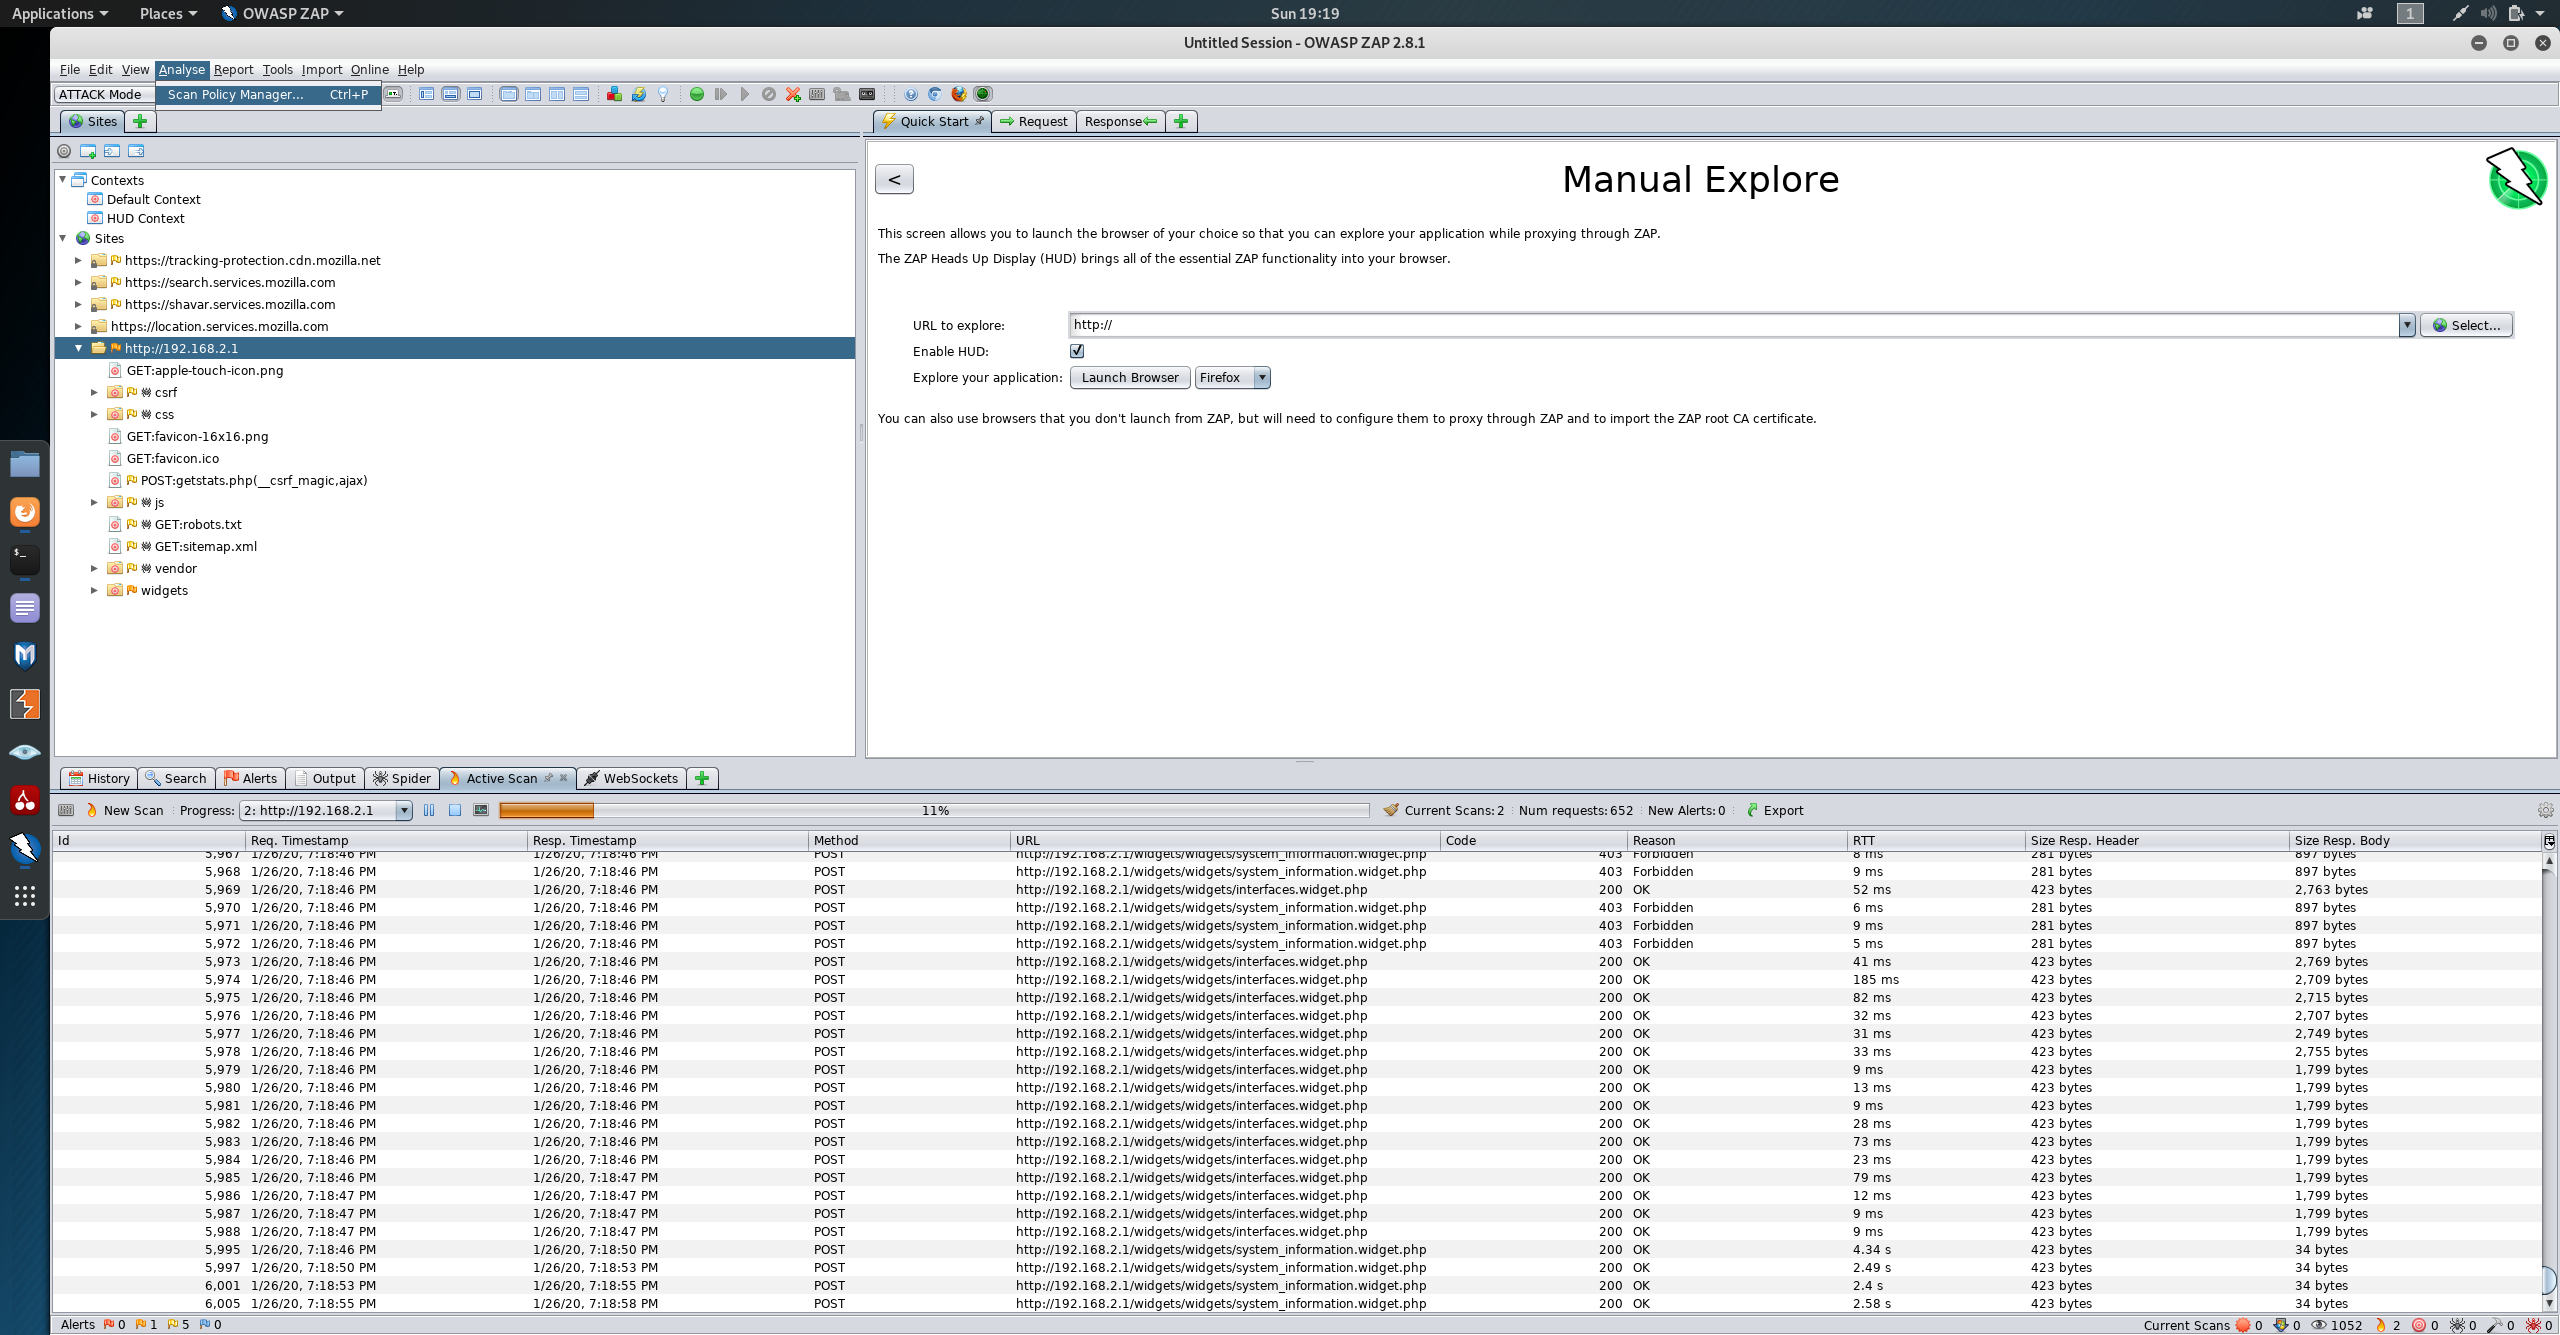 Applications Places OWASP ZAP Sun 19:19 1
Untitled Session - OWASP ZAP 2.8.1
File Edit View Analyse Report Tools Import Online Help
ATTACK Mode Scan Policy Manager... Ctrl+P
Sites Quick Start Request Response
< Manual Explore
Contexts
Default Context
HUD Context
Sites
https://tracking-protection.cdn.mozilla.net
https://search.services.mozilla.com
https://shavar.services.mozilla.com
https://location.services.mozilla.com
http://192.168.2.1
GET:apple-touch-icon.png
csrf
css
GET:favicon-16x16.png
GET:favicon.ico
POST:getstats.php(__csrf_magic,ajax)
js
GET:robots.txt
GET:sitemap.xml
vendor
widgets
This screen allows you to launch the browser of your choice so that you can explore your application while proxying through ZAP.
The ZAP Heads Up Display (HUD) brings all of the essential ZAP functionality into your browser.
URL to explore: http:// Select...
Enable HUD:
Explore your application: Launch Browser Firefox
You can also use browsers that you don't launch from ZAP, but will need to configure them to proxy through ZAP and to import the ZAP root CA certificate.
History Search Alerts Output Spider Active Scan WebSockets
New Scan Progress: 2: http://192.168.2.1 11% Current Scans: 2 Num requests: 652 New Alerts: 0 Export
Id Req. Timestamp Resp. Timestamp Method URL Code Reason RTT Size Resp. Header Size Resp. Body
5,967 1/26/20, 7:18:46 PM 1/26/20, 7:18:46 PM POST http://192.168.2.1/widgets/widgets/system_information.widget.php 403 Forbidden 8 ms 281 bytes 897 bytes
5,968 1/26/20, 7:18:46 PM 1/26/20, 7:18:46 PM POST http://192.168.2.1/widgets/widgets/system_information.widget.php 403 Forbidden 9 ms 281 bytes 897 bytes
5,969 1/26/20, 7:18:46 PM 1/26/20, 7:18:46 PM POST http://192.168.2.1/widgets/widgets/interfaces.widget.php 200 OK 52 ms 423 bytes 2,763 bytes
5,970 1/26/20, 7:18:46 PM 1/26/20, 7:18:46 PM POST http://192.168.2.1/widgets/widgets/system_information.widget.php 403 Forbidden 6 ms 281 bytes 897 bytes
5,971 1/26/20, 7:18:46 PM 1/26/20, 7:18:46 PM POST http://192.168.2.1/widgets/widgets/system_information.widget.php 403 Forbidden 9 ms 281 bytes 897 bytes
5,972 1/26/20, 7:18:46 PM 1/26/20, 7:18:46 PM POST http://192.168.2.1/widgets/widgets/system_information.widget.php 403 Forbidden 5 ms 281 bytes 897 bytes
5,973 1/26/20, 7:18:46 PM 1/26/20, 7:18:46 PM POST http://192.168.2.1/widgets/widgets/interfaces.widget.php 200 OK 41 ms 423 bytes 2,769 bytes
5,974 1/26/20, 7:18:46 PM 1/26/20, 7:18:46 PM POST http://192.168.2.1/widgets/widgets/interfaces.widget.php 200 OK 185 ms 423 bytes 2,709 bytes
5,975 1/26/20, 7:18:46 PM 1/26/20, 7:18:46 PM POST http://192.168.2.1/widgets/widgets/interfaces.widget.php 200 OK 82 ms 423 bytes 2,715 bytes
5,976 1/26/20, 7:18:46 PM 1/26/20, 7:18:46 PM POST http://192.168.2.1/widgets/widgets/interfaces.widget.php 200 OK 32 ms 423 bytes 2,707 bytes
5,977 1/26/20, 7:18:46 PM 1/26/20, 7:18:46 PM POST http://192.168.2.1/widgets/widgets/interfaces.widget.php 200 OK 31 ms 423 bytes 2,749 bytes
5,978 1/26/20, 7:18:46 PM 1/26/20, 7:18:46 PM POST http://192.168.2.1/widgets/widgets/interfaces.widget.php 200 OK 33 ms 423 bytes 2,755 bytes
5,979 1/26/20, 7:18:46 PM 1/26/20, 7:18:46 PM POST http://192.168.2.1/widgets/widgets/interfaces.widget.php 200 OK 9 ms 423 bytes 1,799 bytes
5,980 1/26/20, 7:18:46 PM 1/26/20, 7:18:46 PM POST http://192.168.2.1/widgets/widgets/interfaces.widget.php 200 OK 13 ms 423 bytes 1,799 bytes
5,981 1/26/20, 7:18:46 PM 1/26/20, 7:18:46 PM POST http://192.168.2.1/widgets/widgets/interfaces.widget.php 200 OK 9 ms 423 bytes 1,799 bytes
5,982 1/26/20, 7:18:46 PM 1/26/20, 7:18:46 PM POST http://192.168.2.1/widgets/widgets/interfaces.widget.php 200 OK 28 ms 423 bytes 1,799 bytes
5,983 1/26/20, 7:18:46 PM 1/26/20, 7:18:46 PM POST http://192.168.2.1/widgets/widgets/interfaces.widget.php 200 OK 73 ms 423 bytes 1,799 bytes
5,984 1/26/20, 7:18:46 PM 1/26/20, 7:18:46 PM POST http://192.168.2.1/widgets/widgets/interfaces.widget.php 200 OK 23 ms 423 bytes 1,799 bytes
5,985 1/26/20, 7:18:46 PM 1/26/20, 7:18:47 PM POST http://192.168.2.1/widgets/widgets/interfaces.widget.php 200 OK 79 ms 423 bytes 1,799 bytes
5,986 1/26/20, 7:18:47 PM 1/26/20, 7:18:47 PM POST http://192.168.2.1/widgets/widgets/interfaces.widget.php 200 OK 12 ms 423 bytes 1,799 bytes
5,987 1/26/20, 7:18:47 PM 1/26/20, 7:18:47 PM POST http://192.168.2.1/widgets/widgets/interfaces.widget.php 200 OK 9 ms 423 bytes 1,799 bytes
5,988 1/26/20, 7:18:47 PM 1/26/20, 7:18:47 PM POST http://192.168.2.1/widgets/widgets/interfaces.widget.php 200 OK 9 ms 423 bytes 1,799 bytes
5,995 1/26/20, 7:18:46 PM 1/26/20, 7:18:50 PM POST http://192.168.2.1/widgets/widgets/system_information.widget.php 200 OK 4.34 s 423 bytes 34 bytes
5,997 1/26/20, 7:18:50 PM 1/26/20, 7:18:53 PM POST http://192.168.2.1/widgets/widgets/system_information.widget.php 200 OK 2.49 s 423 bytes 34 bytes
6,001 1/26/20, 7:18:53 PM 1/26/20, 7:18:55 PM POST http://192.168.2.1/widgets/widgets/system_information.widget.php 200 OK 2.4 s 423 bytes 34 bytes
6,005 1/26/20, 7:18:55 PM 1/26/20, 7:18:58 PM POST http://192.168.2.1/widgets/widgets/system_information.widget.php 200 OK 2.58 s 423 bytes 34 bytes
Alerts 0 1 5 0 Current Scans 0 0 1052 2 0 0 0 0